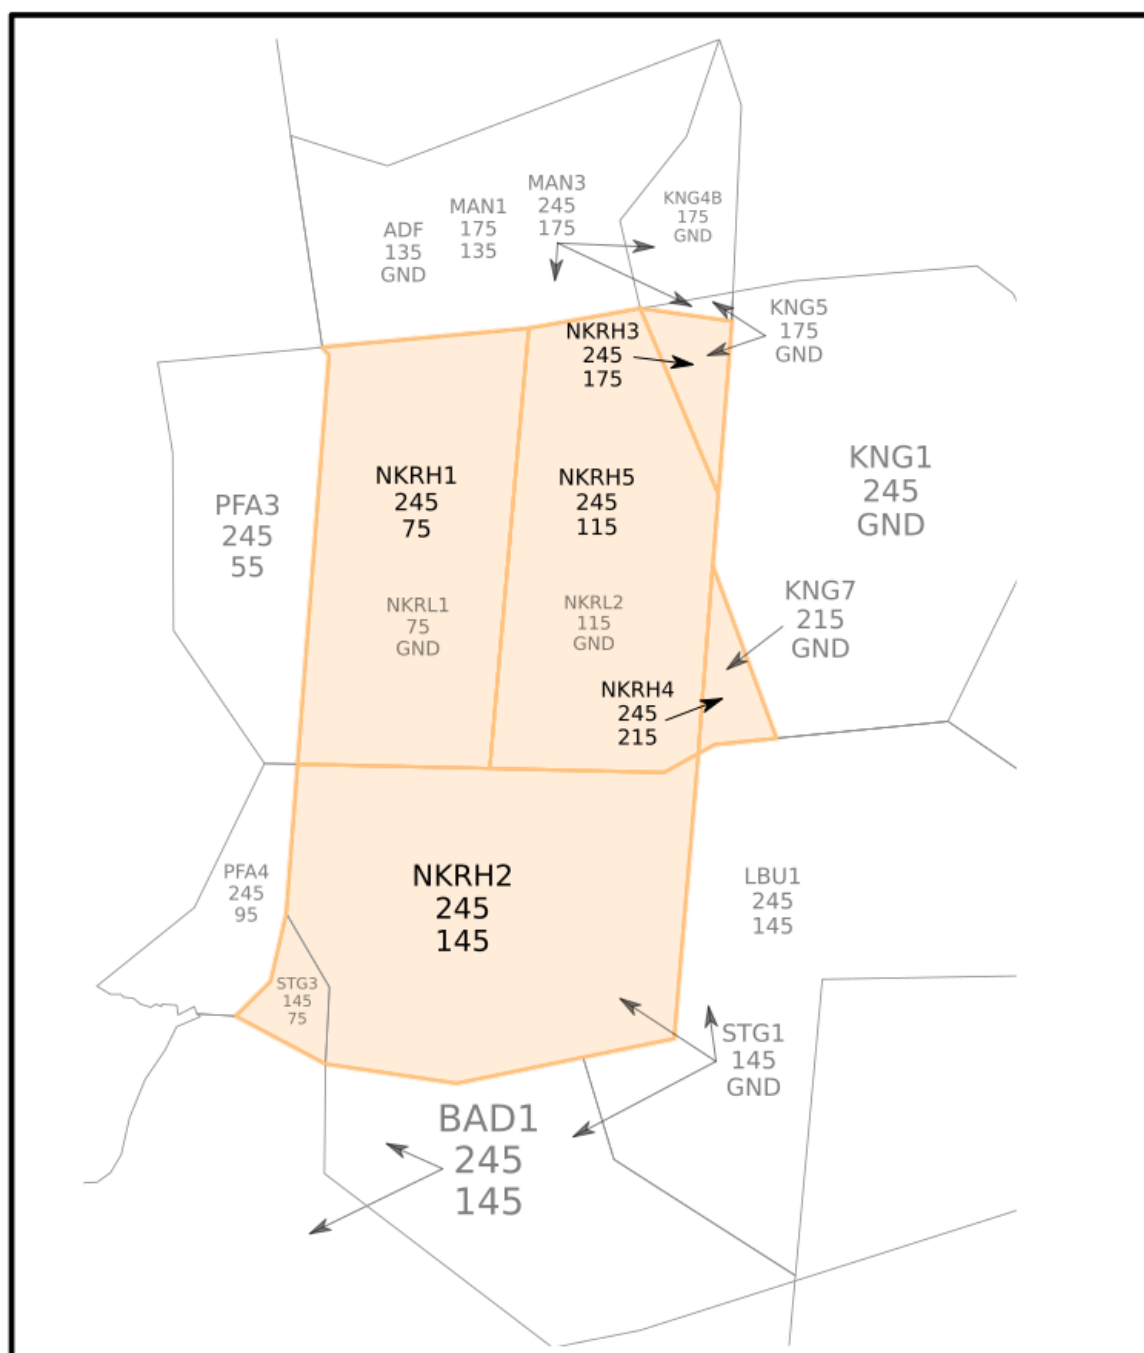 MAN3
245
175
MAN1
175
135
ADF
135
GND
KNG4B
175
GND
KNG5
175
GND
NKRH3
245
175
KNG1
245
GND
NKRH1
245
75
NKRH5
245
115
PFA3
245
55
KNG7
215
GND
NKRL1
75
GND
NKRL2
115
GND
NKRH4
245
215
PFA4
245
95
NKRH2
245
145
LBU1
245
145
STG3
145
75
STG1
145
GND
BAD1
245
145